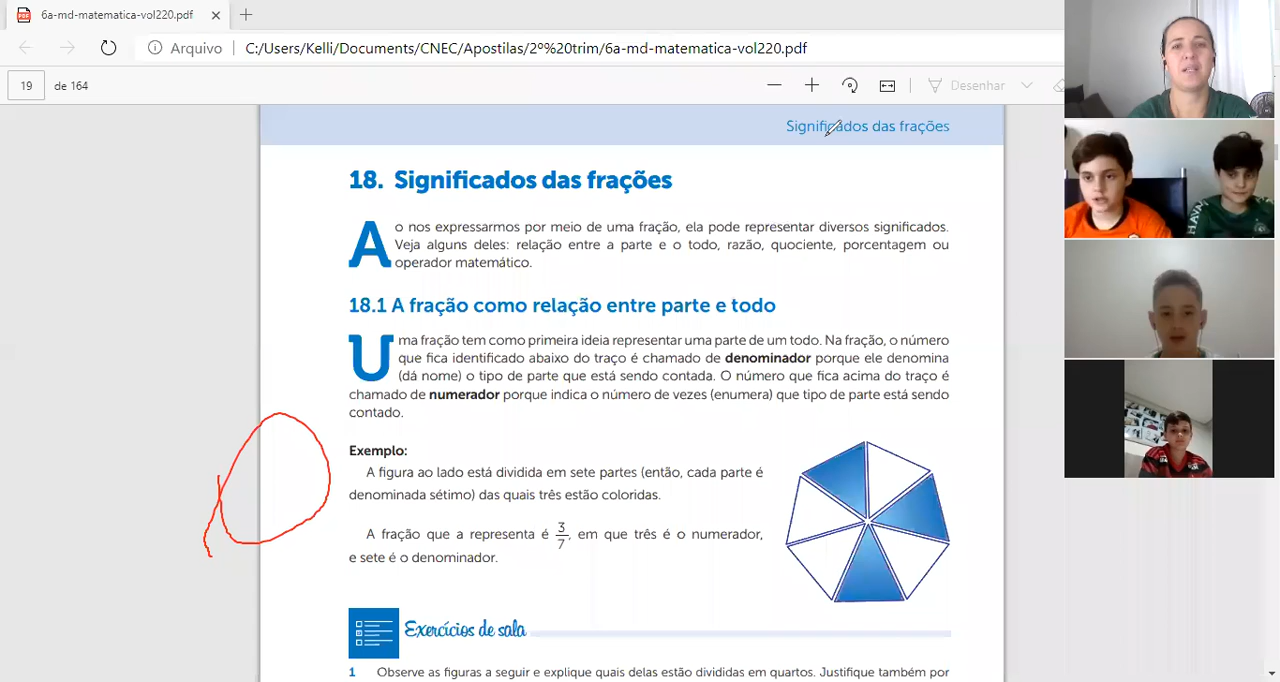 6a-md-matematica-vol220.pdf
Arquivo
C:/Users/Kelli/Documents/CNEC/Apostilas/2º%20trim/6a-md-matematica-vol220.pdf
19 de 164
Desenhar
Significados das frações
18. Significados das frações
Ao nos expressarmos por meio de uma fração, ela pode representar diversos significados.
Veja alguns deles: relação entre a parte e o todo, razão, quociente, porcentagem ou
operador matemático.
18.1 A fração como relação entre parte e todo
Uma fração tem como primeira ideia representar uma parte de um todo. Na fração, o número
que fica identificado abaixo do traço é chamado de denominador porque ele denomina
(dá nome) o tipo de parte que está sendo contada. O número que fica acima do traço é
chamado de numerador porque indica o número de vezes (enumera) que tipo de parte está sendo
contado.
Exemplo:
A figura ao lado está dividida em sete partes (então, cada parte é
denominada sétimo) das quais três estão coloridas.
A fração que a representa é 3/7, em que três é o numerador,
e sete é o denominador.
Exercícios de sala
1 Observe as figuras a seguir e explique quais delas estão divididas em quartos. Justifique também por